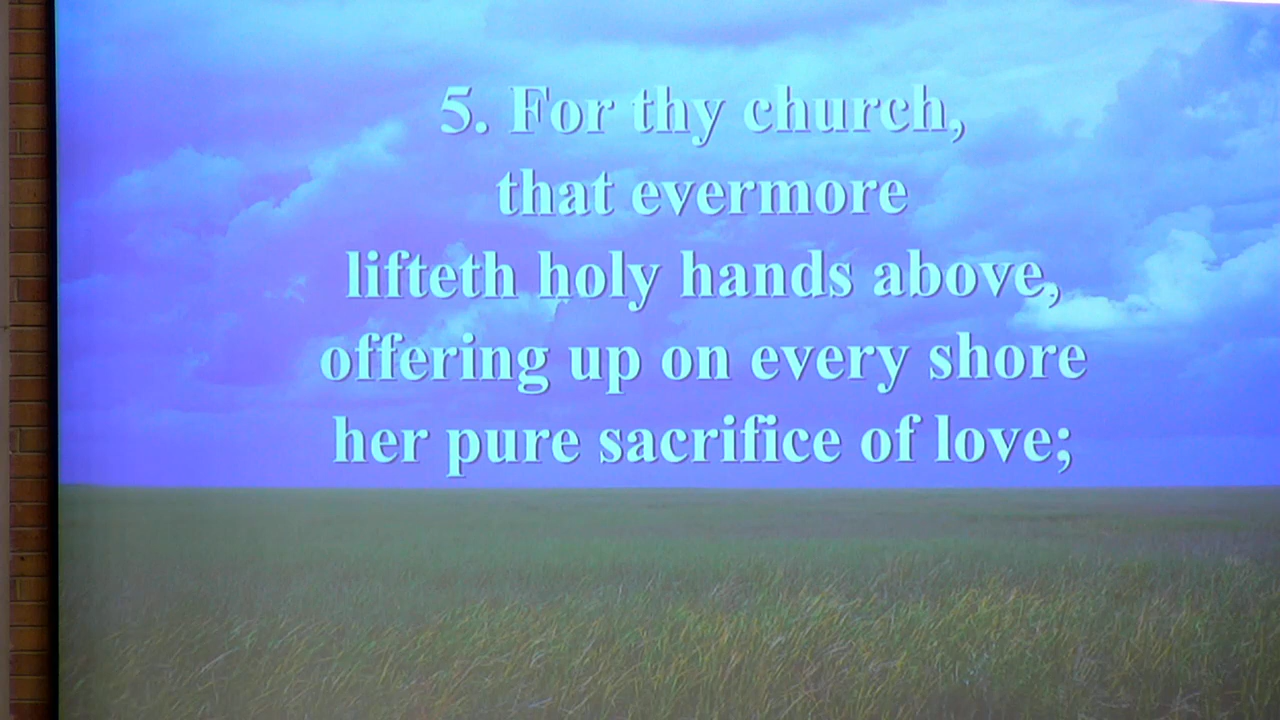 5. For thy church,
that evermore
lifteth holy hands above,
offering up on every shore
her pure sacrifice of love;